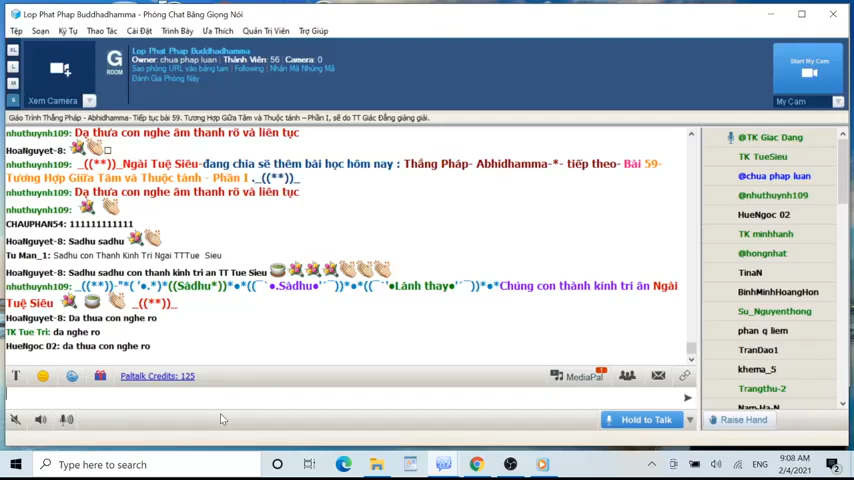 Lop Phat Phap Buddhadhamma - Phòng Chat Bằng Giọng Nói
Tệp Soạn Ký Tự Thao Tác Cài Đặt Trình Bày Ưa Thích Quản Trị Viên Trợ Giúp
XL
L
M
S
Xem Camera
G
ROOM
Lop Phat Phap Buddhadhamma
Owner: chua phap luan | Thành Viên: 56 | Camera: 0
Sao phỏng URL vào bảng tạm | Following | Nhận Mã Nhúng Mã
Đánh Giá Phòng Này
Start My Cam
My Cam
Giáo Trình Thắng Pháp - Abhidhamma- Tiếp tục bài 59. Tương Hợp Giữa Tâm và Thuộc tánh - Phần I, sẽ do TT Giác Đẳng giảng giải.
nhuthuynh109: Dạ thưa con nghe âm thanh rõ và liên tục
HoaNguyet-8:
nhuthuynh109: _((**))_Ngài Tuệ Siêu-đang chia sẽ thêm bài học hôm nay : Thắng Pháp- Abhidhamma-*- tiếp theo- Bài 59-
Tương Hợp Giữa Tâm và Thuộc tánh - Phần I ._((**))_
nhuthuynh109: Dạ thưa con nghe âm thanh rõ và liên tục
nhuthuynh109:
CHAUPHAN54: 111111111111
HoaNguyet-8: Sadhu sadhu
Tu Man_1: Sadhu con Thanh Kinh Tri Ngai TTTue Sieu
HoaNguyet-8: Sadhu sadhu con thanh kinh tri an TT Tue Sieu
nhuthuynh109: _((**))_-"*( '●.*)*((Sàdhu*))*●*((¯`●.Sàdhu●'´¯))*●*((¯`'●Lành thay●'´¯))*●*Chúng con thành kính tri ân Ngài
Tuệ Siêu _((**))_
HoaNguyet-8: Da thưa con nghe ro
TK Tue Tri: da nghe ro
HueNgoc 02: da thua con nghe ro
@TK Giac Dang
TK TueSieu
@chua phap luan
@nhuthuynh109
HueNgoc 02
TK minhhanh
@hongnhat
TinaN
BinhMinhHoangHon
Su_Nguyenthong
phan q liem
TranDao1
khema_5
Trangthu-2
Nam-Ha-N
T Paltalk Credits: 125 MediaPal 1
Hold to Talk Raise Hand
Type here to search ENG 9:08 AM
2/4/2021 2